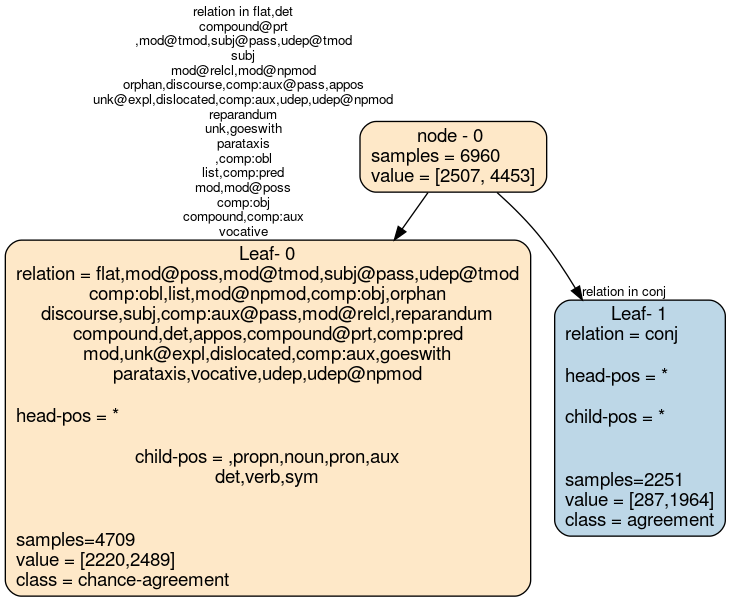 relation in flat,det
compound@prt
,mod@tmod,subj@pass,udep@tmod
subj
mod@relcl,mod@npmod
orphan,discourse,comp:aux@pass,appos
unk@expl,dislocated,comp:aux,udep,udep@npmod
reparandum
unk,goeswith
parataxis
,comp:obl
list,comp:pred
mod,mod@poss
comp:obj
compound,comp:aux
vocative
node - 0
samples = 6960
value = [2507, 4453]
Leaf- 0
relation = flat,mod@poss,mod@tmod,subj@pass,udep@tmod
comp:obl,list,mod@npmod,comp:obj,orphan
discourse,subj,comp:aux@pass,mod@relcl,reparandum
compound,det,appos,compound@prt,comp:pred
mod,unk@expl,dislocated,comp:aux,goeswith
parataxis,vocative,udep,udep@npmod
head-pos = *
child-pos = ,propn,noun,pron,aux
det,verb,sym
samples=4709
value = [2220,2489]
class = chance-agreement
relation in conj
Leaf- 1
relation = conj
head-pos = *
child-pos = *
samples=2251
value = [287,1964]
class = agreement